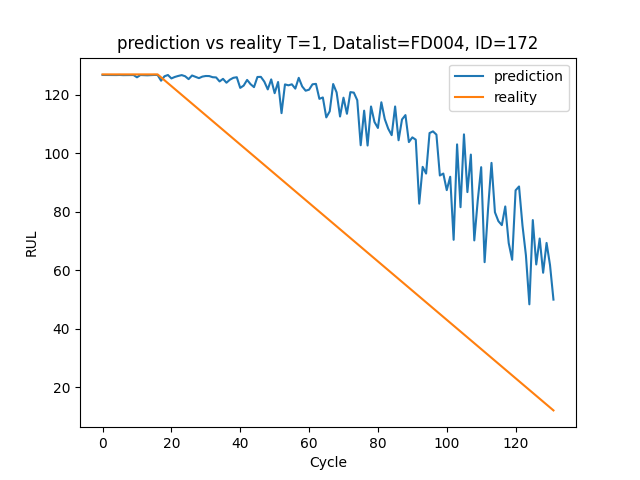 prediction vs reality T=1, Datalist=FD004, ID=172
prediction
reality
120
100
80
60
40
20
RUL
0 20 40 60 80 100 120
Cycle